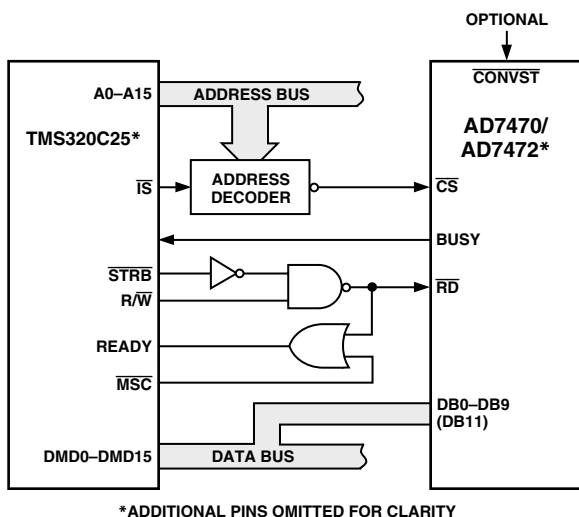 OPTIONAL
CONVST
A0–A15
ADDRESS BUS
TMS320C25*
AD7470/
AD7472*
IS
ADDRESS
DECODER
CS
BUSY
STRB
R/W
RD
READY
MSC
DB0–DB9
(DB11)
DMD0–DMD15
DATA BUS
*ADDITIONAL PINS OMITTED FOR CLARITY